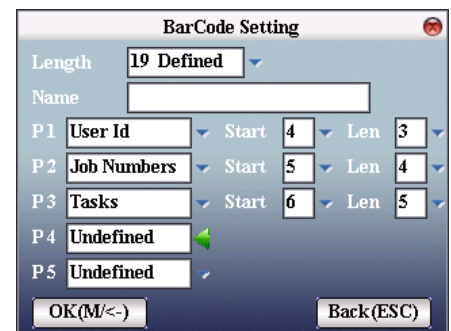 BarCode Setting
Length 19 Defined
Name
P1 User Id Start 4 Len 3
P2 Job Numbers Start 5 Len 4
P3 Tasks Start 6 Len 5
P4 Undefined
P5 Undefined
OK(M/<-) Back(ESC)